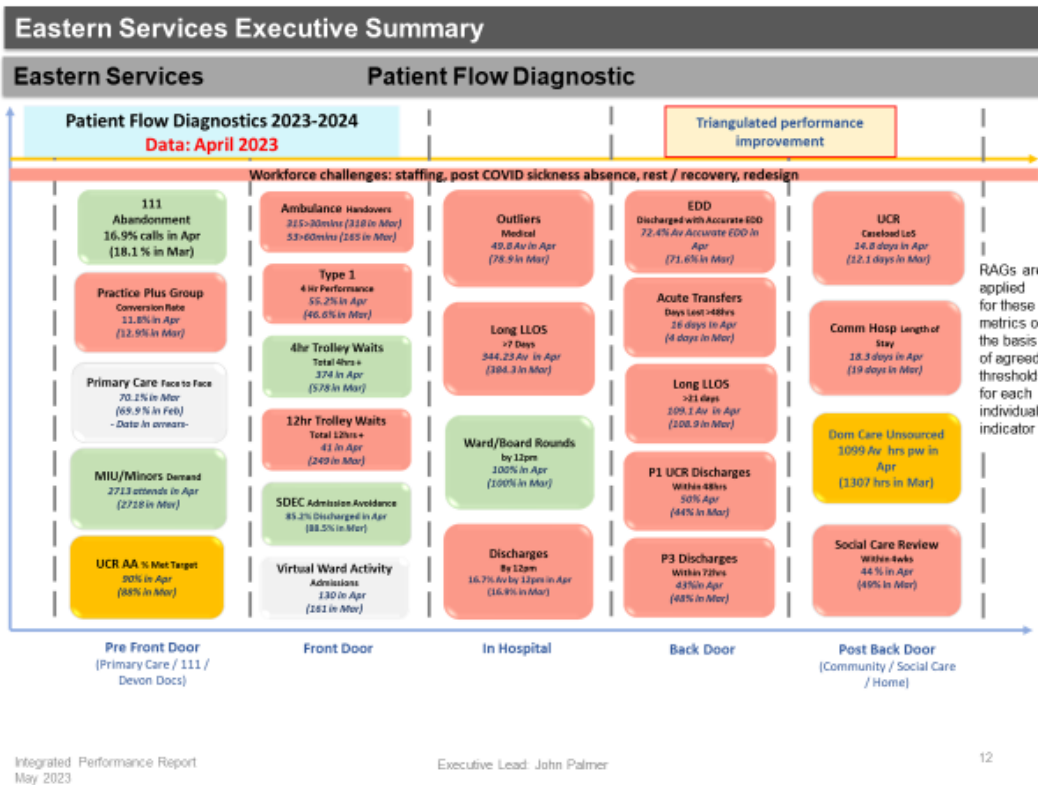 Eastern Services Executive Summary
Eastern Services
Patient Flow Diagnostic
Patient Flow Diagnostics 2023-2024
Data: April 2023
Triangulated performance
improvement
Workforce challenges: staffing, post COVID sickness absence, rest / recovery, redesign
111
Abandonment
16.9% calls in Apr
(18.1 % in Mar)
Practice Plus Group
Conversion Rate
11.8% in Apr
(12.9% in Mar)
Primary Care Face to Face
70.1% in Mar
(69.9 % in Feb)
- Data in arrears-
MIU/Minors Demand
2713 attends in Apr
(2718 in Mar)
UCR AA % Met Target
90% in Apr
(88% in Mar)
Ambulance Handovers
315>30mins (318 in Mar)
53>60mins (165 in Mar)
Type 1
4 Hr Performance
55.2% in Apr
(46.6% in Mar)
4hr Trolley Waits
Total 4hrs +
374 in Apr
(578 in Mar)
12hr Trolley Waits
Total 12hrs+
41 in Apr
(249 in Mar)
SDEC Admission Avoidance
85.2% Discharged in Apr
(88.5% in Mar)
Virtual Ward Activity
Admissions
130 in Apr
(161 in Mar)
Outliers
Medical
49.8 Av in Apr
(78.9 in Mar)
Long LLOS
>7 Days
344.23 Av in Apr
(384.3 in Mar)
Ward/Board Rounds
by 12pm
100% in Apr
(100% in Mar)
Discharges
By 12pm
16.7% Av by 12pm in Apr
(16.9% in Mar)
EDD
Discharged with Accurate EDD
72.4% Av Accurate EDD in
Apr
(71.6% in Mar)
Acute Transfers
Days Lost >48hrs
16 days in Apr
(4 days in Mar)
Long LLOS
>21 days
109.1 Av in Apr
(108.9 in Mar)
P1 UCR Discharges
Within 48hrs
50% Apr
(44% in Mar)
P3 Discharges
Within 72hrs
43%in Apr
(48% in Mar)
UCR
Caseload LoS
14.8 days in Apr
(12.1 days in Mar)
Comm Hosp Length of
Stay
18.3 days in Apr
(19 days in Mar)
Dom Care Unsourced
1099 Av hrs pw in
Apr
(1307 hrs in Mar)
Social Care Review
Within 4wks
44 % in Apr
(49% in Mar)
RAGs are
applied
for these
metrics o
the basis
of agreed
threshold
for each
individual
indicator
Pre Front Door
(Primary Care / 111 /
Devon Docs)
Front Door
In Hospital
Back Door
Post Back Door
(Community / Social Care
/ Home)
Integrated Performance Report
May 2023
Executive Lead: John Palmer
12